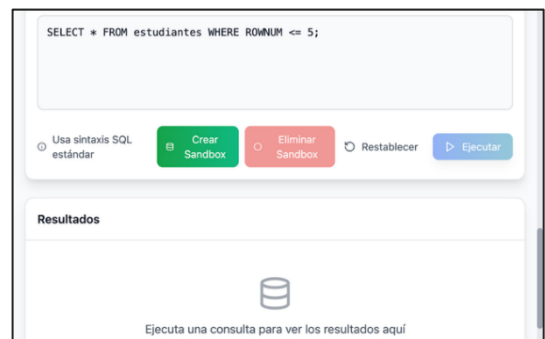 SELECT * FROM estudiantes WHERE ROWNUM <= 5;
Usa sintaxis SQL
estándar
Crear
Sandbox
Eliminar
Sandbox
Restablecer
Ejecutar
Resultados
Ejecuta una consulta para ver los resultados aquí